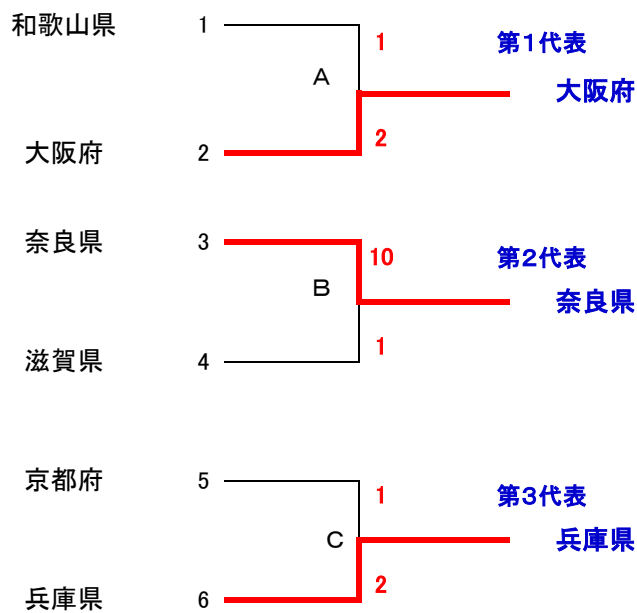 和歌山県 1
1
第1代表
A
大阪府
大阪府 2
2
奈良県 3
10
第2代表
B
奈良県
滋賀県 4
1
京都府 5
1
第3代表
C
兵庫県
兵庫県 6
2